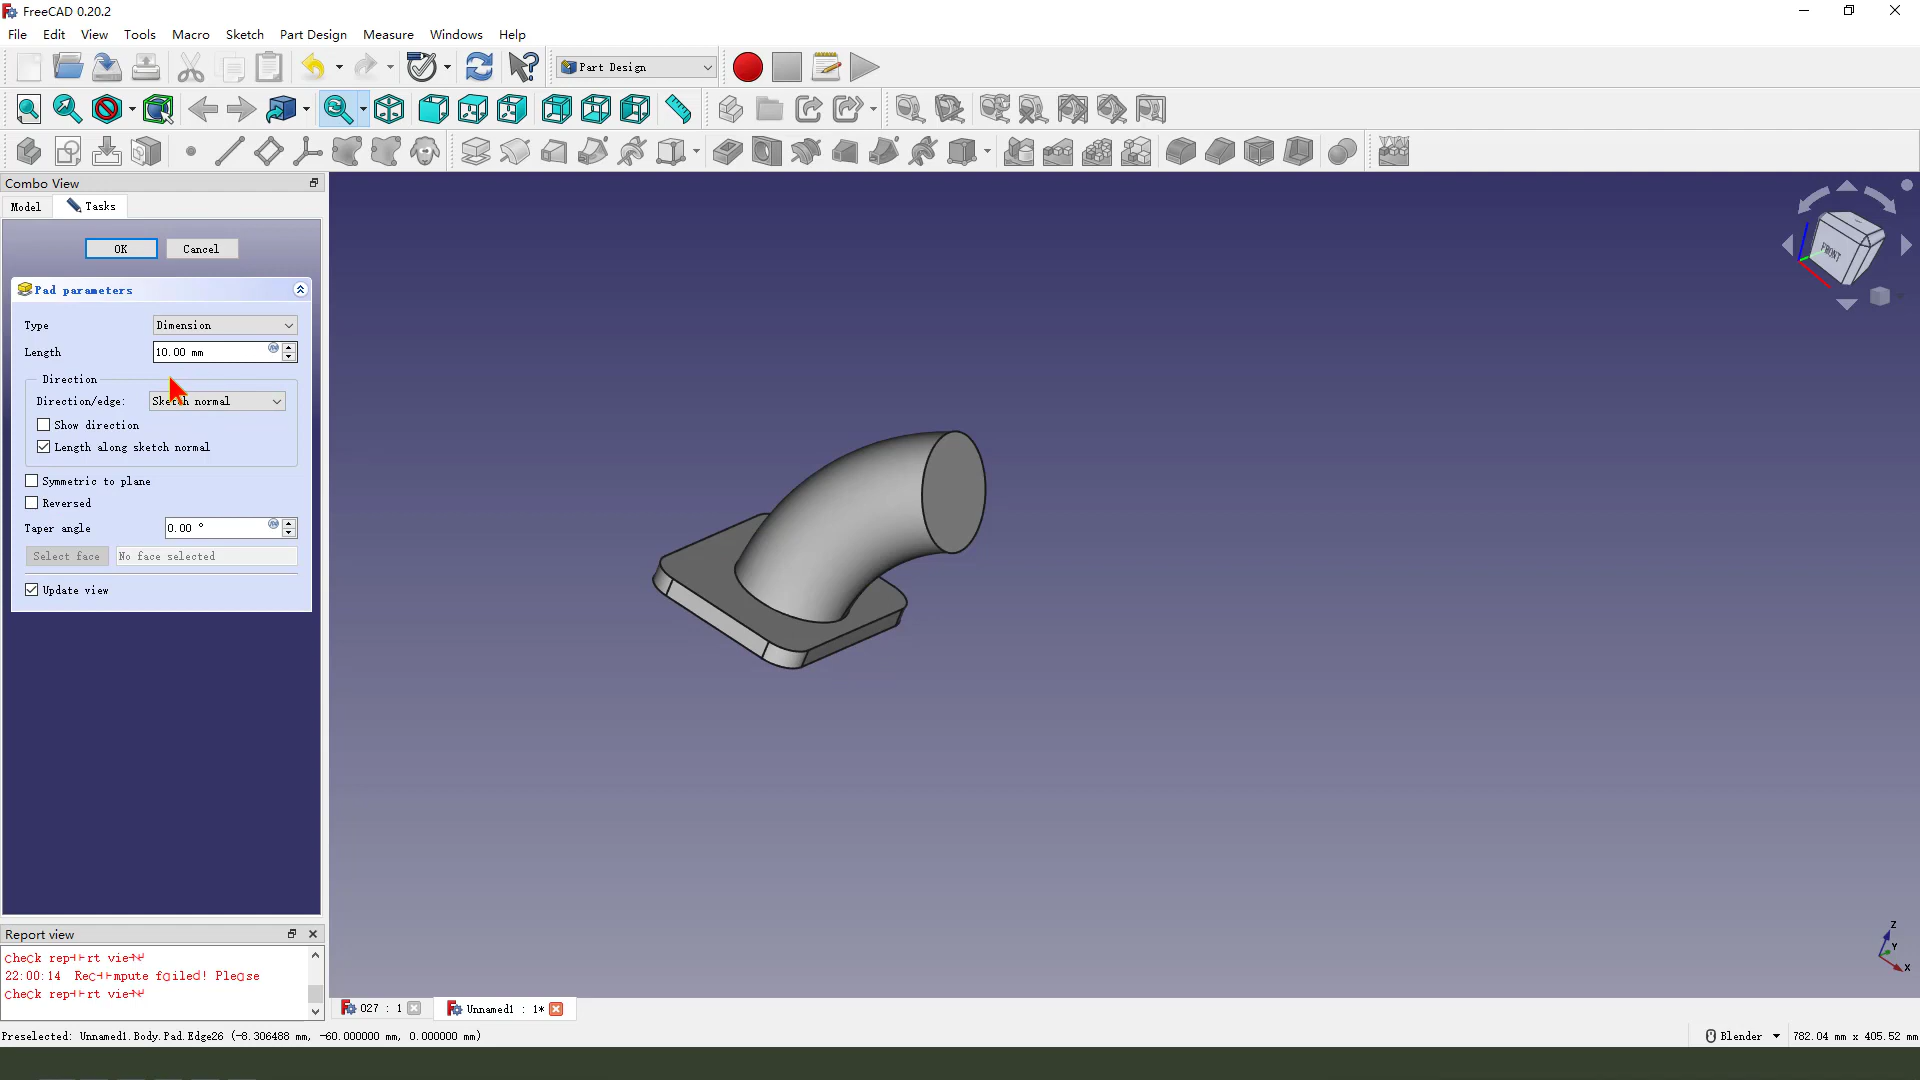 FreeCAD 0.20.2
File Edit View Tools Macro Sketch Part Design Measure Windows Help
Part Design
Combo View
Model Tasks
OK Cancel
Pad parameters
Type Dimension
Length 10.00 mm
Direction
Direction/edge: Sketch normal
Show direction
Length along sketch normal
Symmetric to plane
Reversed
Taper angle 0.00 °
Select face No face selected
Update view
FRONT
Report view
22:00:14
027 : 1 Unnamed1 : 1*
Z
Y
X
Preselected: Unnamed1.Body.Pad.Edge26 (-8.306488 mm, -60.000000 mm, 0.000000 mm)
Blender 782.04 mm x 405.52 mm